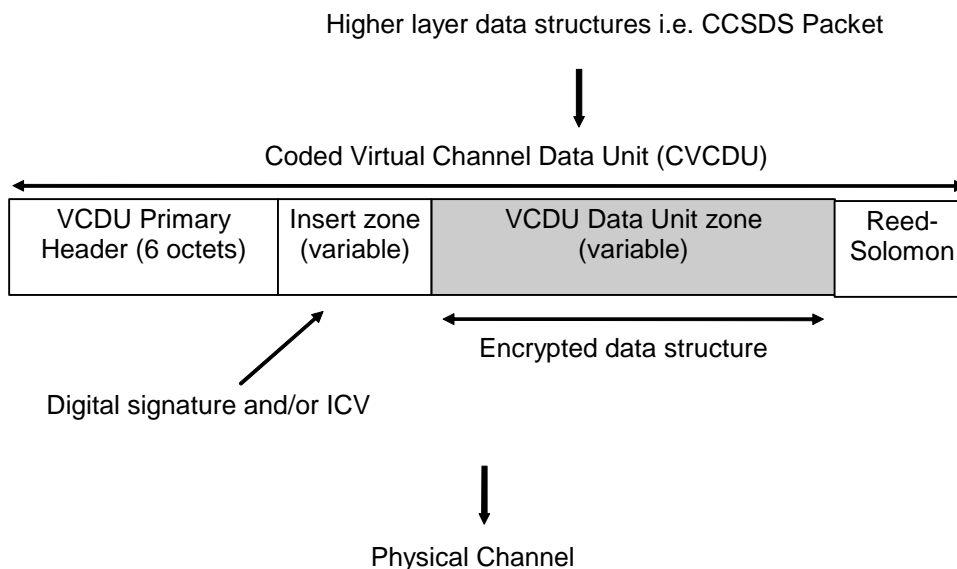 Higher layer data structures i.e. CCSDS Packet
Coded Virtual Channel Data Unit (CVCDU)
VCDU Primary
Header (6 octets)
Insert zone
(variable)
VCDU Data Unit zone
(variable)
Reed-
Solomon
Encrypted data structure
Digital signature and/or ICV
Physical Channel